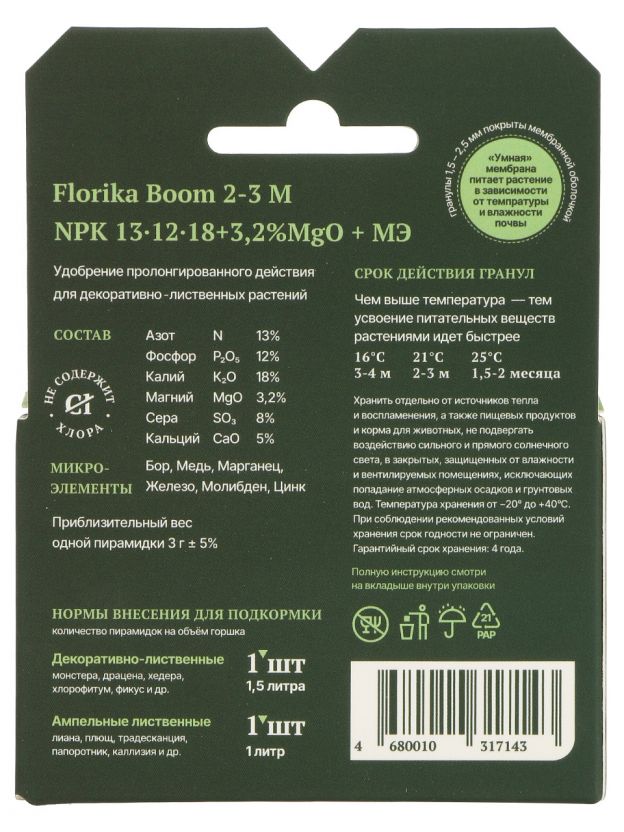 гранулы 1,5 – 2,5 мм покрыты мембранной оболочкой
«Умная»
мембрана
питает растение
в зависимости
от темпратуры
и влажности
почвы
Florika Boom 2-3 М
NPK 13·12·18+3,2%MgO + МЭ
Удобрение пролонгированного действия
для декоративно-лиственных растений
СОСТАВ
Азот N 13%
Фосфор P₂O₅ 12%
Калий K₂O 18%
Магний MgO 3,2%
Сера SO₃ 8%
Кальций CaO 5%
НЕ СОДЕРЖИТ
Cl
ХЛОРА
МИКРО-
ЭЛЕМЕНТЫ
Бор, Медь, Марганец,
Железо, Молибден, Цинк
Приблизительный вес
одной пирамидки 3 г ± 5%
СРОК ДЕЙСТВИЯ ГРАНУЛ
Чем выше температура — тем
усвоение питательных веществ
растениями идет быстрее
16°C 21°C 25°C
3-4 м 2-3 м 1,5-2 месяца
Хранить отдельно от источников тепла
и воспламенения, а также пищевых продуктов
и корма для животных, не подвергать
воздействию сильного и прямого солнечного
света, в закрытых, защищенных от влажности
и вентилируемых помещениях, исключающих
попадание атмосферных осадков и грунтовых
вод. Температура хранения от –20° до +40°С.
При соблюдении рекомендованных условий
хранения срок годности не ограничен.
Гарантийный срок хранения: 4 года.
Полную инструкцию смотри
на вкладыше внутри упаковки
21
PAP
НОРМЫ ВНЕСЕНИЯ ДЛЯ ПОДКОРМКИ
количество пирамидок на объём горшка
Декоративно-лиственные
монстера, драцена, хедера,
хлорофитум, фикус и др.
1 шт
1,5 литра
Ампельные лиственные
лиана, плющ, традесканция,
папоротник, каллизия и др.
1 шт
1 литр
4 680010 317143